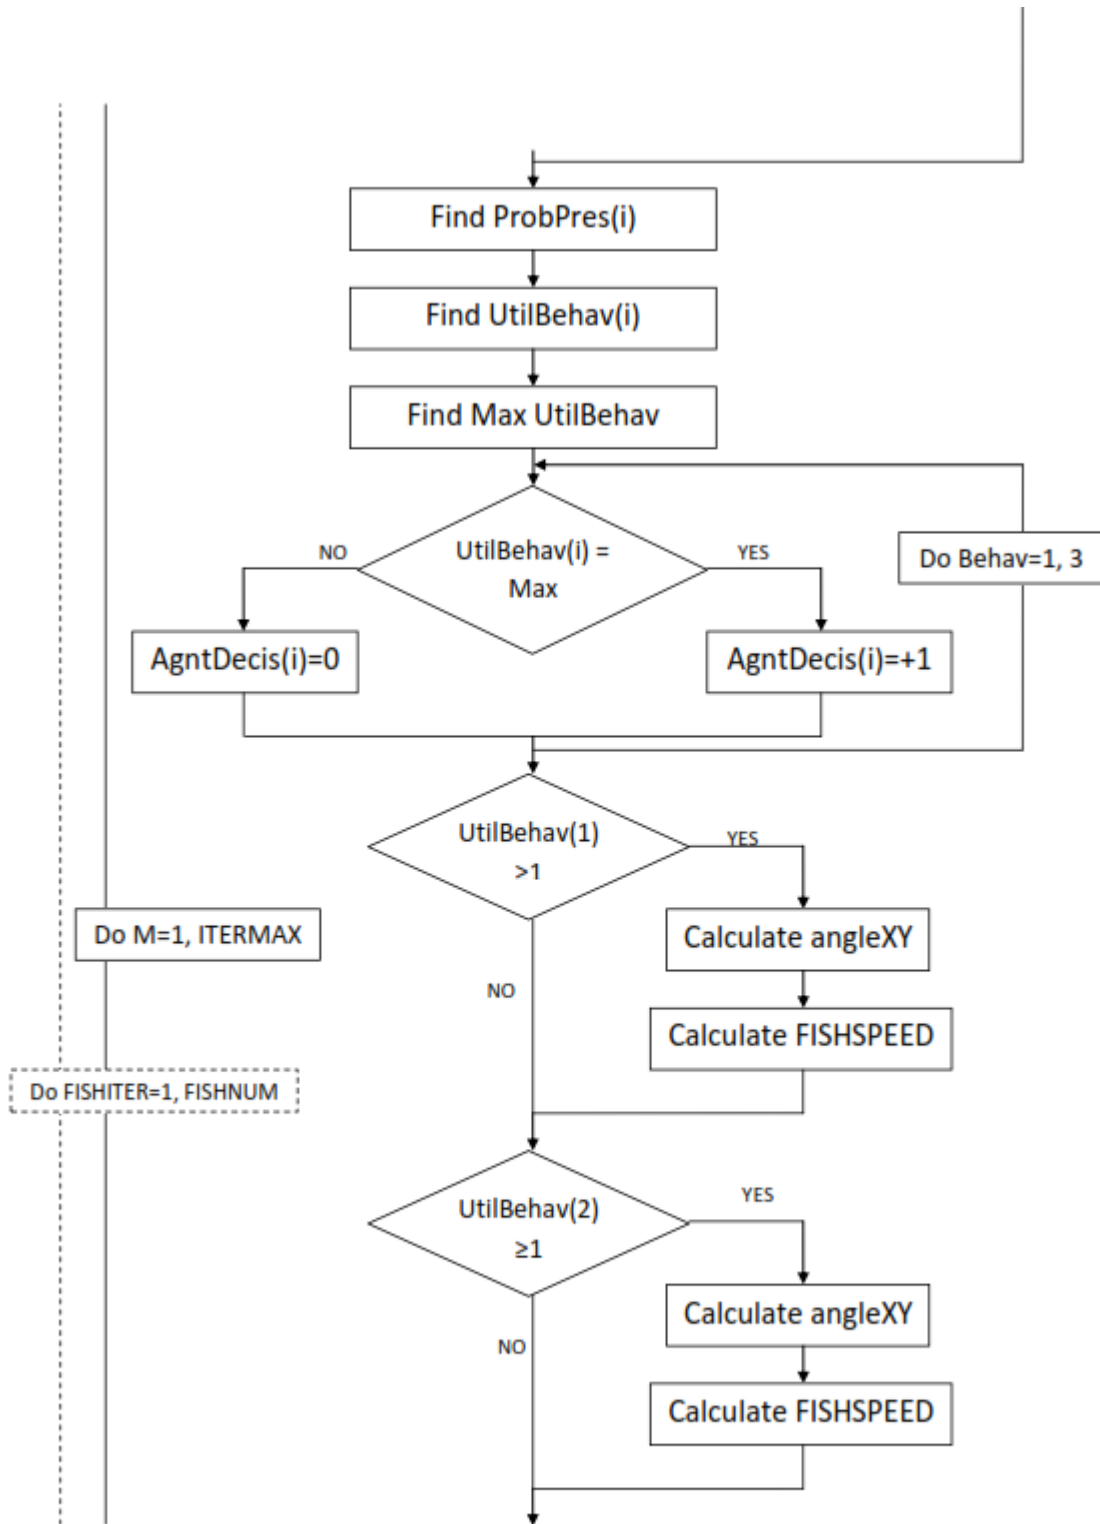 Find ProbPres(i)
Find UtilBehav(i)
Find Max UtilBehav
UtilBehav(i) =
Max
NO
YES
Do Behav=1, 3
AgntDecis(i)=0
AgntDecis(i)=+1
UtilBehav(1)
>1
YES
Do M=1, ITERMAX
Calculate angleXY
NO
Calculate FISHSPEED
Do FISHITER=1, FISHNUM
UtilBehav(2)
≥1
YES
Calculate angleXY
NO
Calculate FISHSPEED